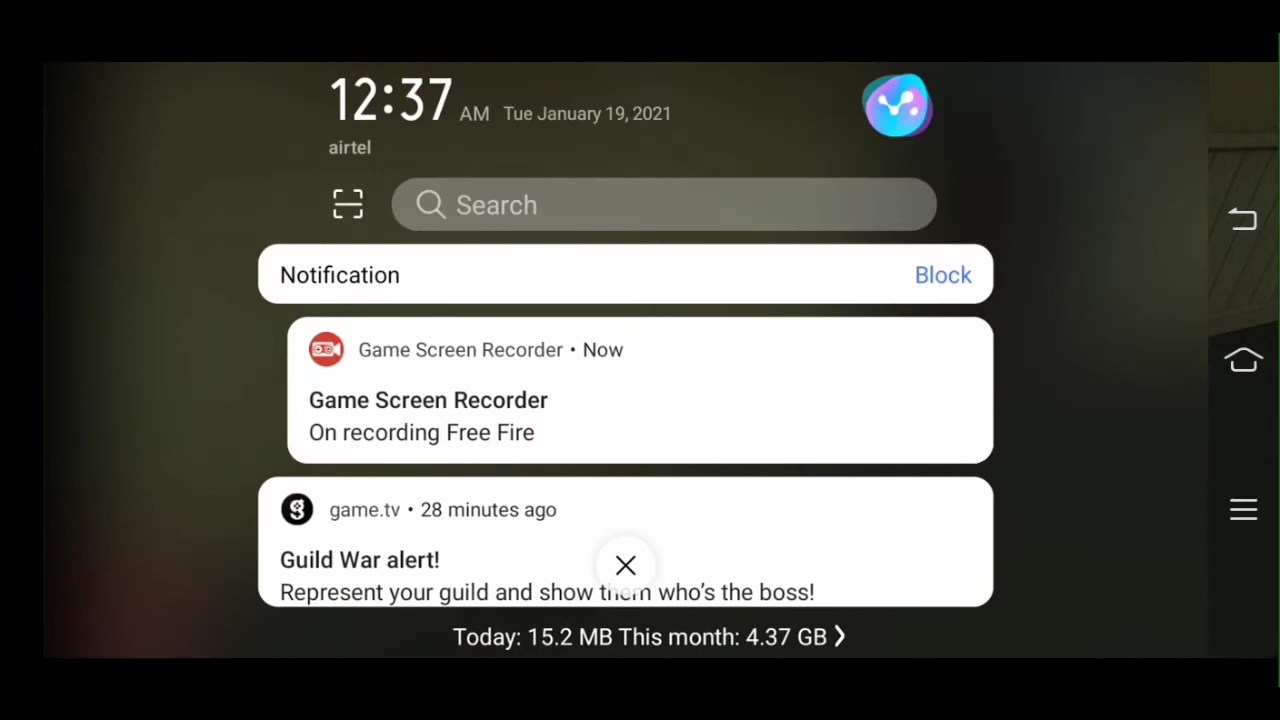 12:37 AM Tue January 19, 2021
airtel
Search
Notification Block
Game Screen Recorder • Now
Game Screen Recorder
On recording Free Fire
game.tv • 28 minutes ago
Guild War alert!
Represent your guild and show them who's the boss!
Today: 15.2 MB This month: 4.37 GB